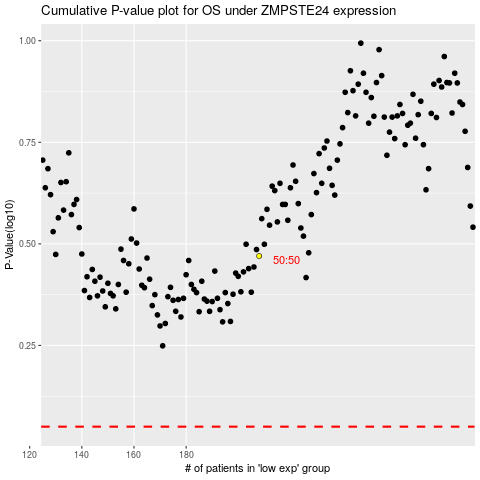 Cumulative P-value plot for OS under ZMPSTE24 expression
P-Value(log10)
1.00
0.75
0.50
0.25
50:50
120 140 160 180
# of patients in 'low exp' group